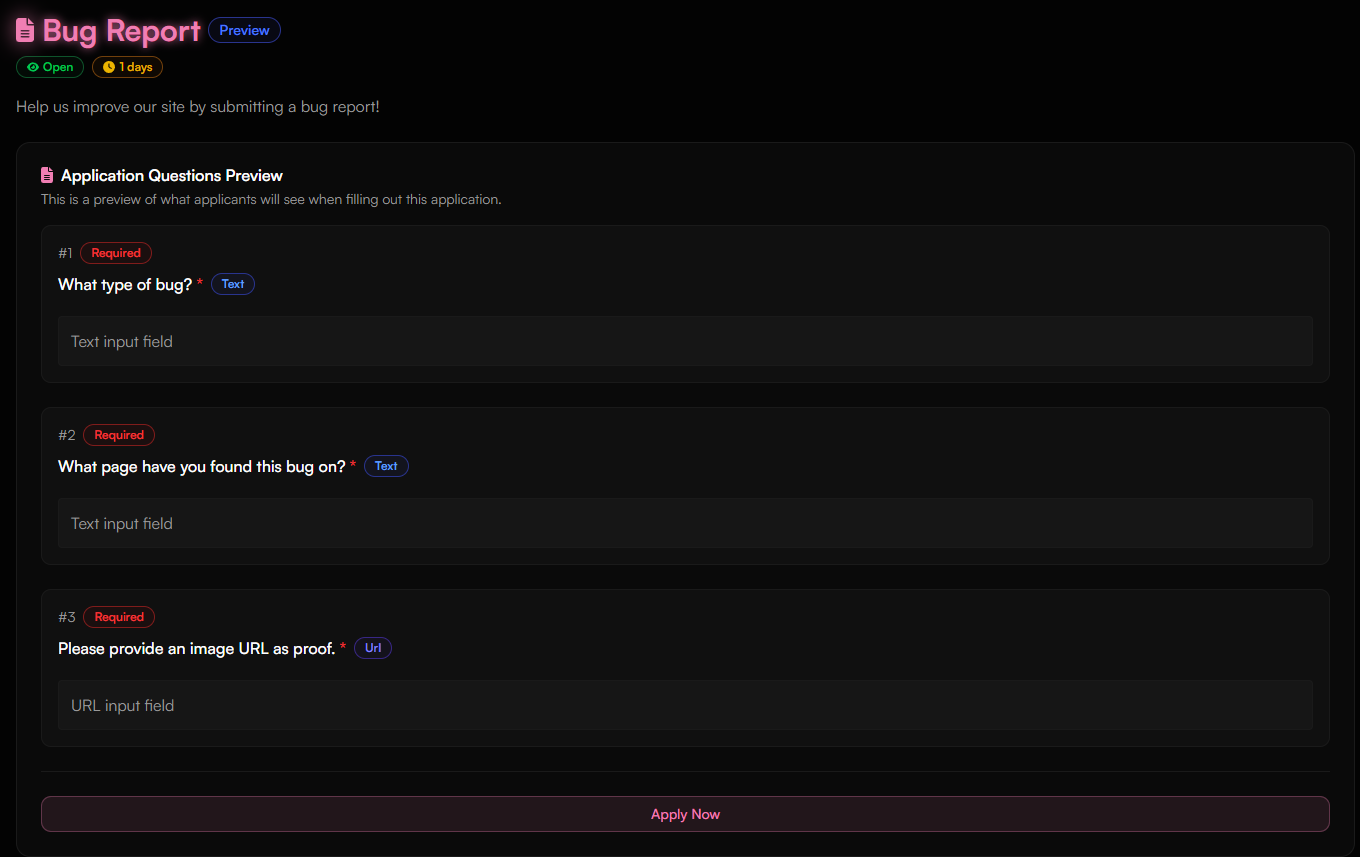 Bug Report Preview
Open 1 days
Help us improve our site by submitting a bug report!
Application Questions Preview
This is a preview of what applicants will see when filling out this application.
#1 Required
What type of bug? * Text
Text input field
#2 Required
What page have you found this bug on? * Text
Text input field
#3 Required
Please provide an image URL as proof. * Url
URL input field
Apply Now